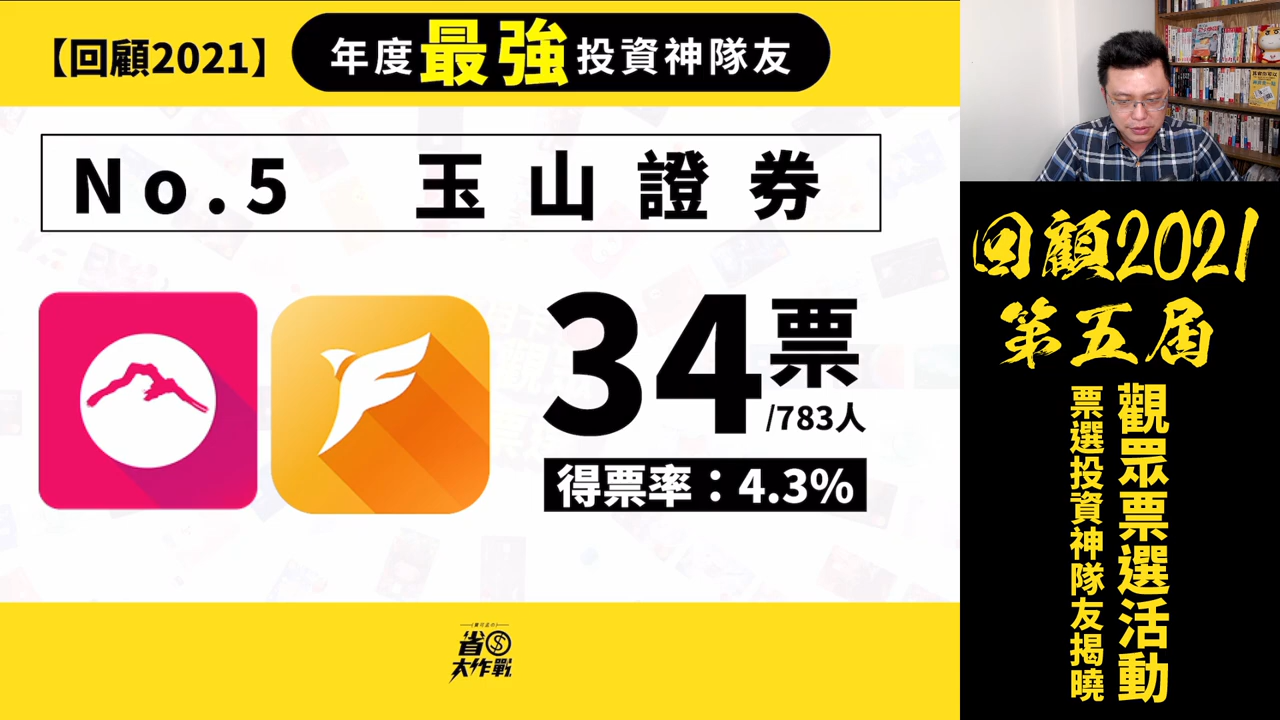 【回顧2021】
年度最強投資神隊友
No.5 玉山證券
34票
/783人
得票率：4.3%
省大作戰
回顧2021
第五屆
觀眾票選活動
票選投資神隊友揭曉